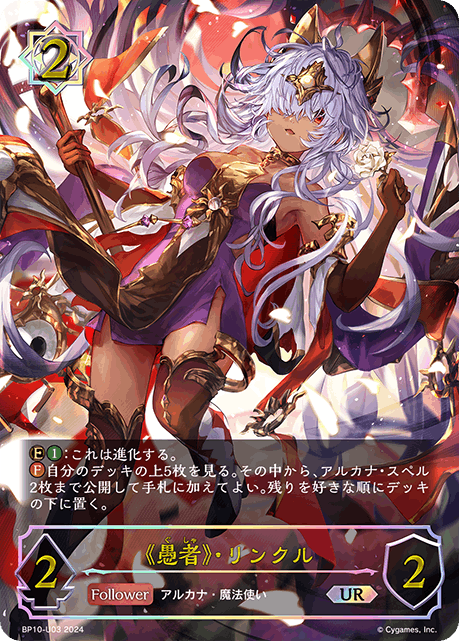 2
E 1:これは進化する。
F 自分のデッキの上5枚を見る。その中から、アルカナ・スペル
2枚まで公開して手札に加えてよい。残りを好きな順にデッキ
の下に置く。
ぐしゃ
《愚者》・リンクル
2
2
Follower アルカナ・魔法使い
UR
BP10-U03 2024
© Cygames, Inc.